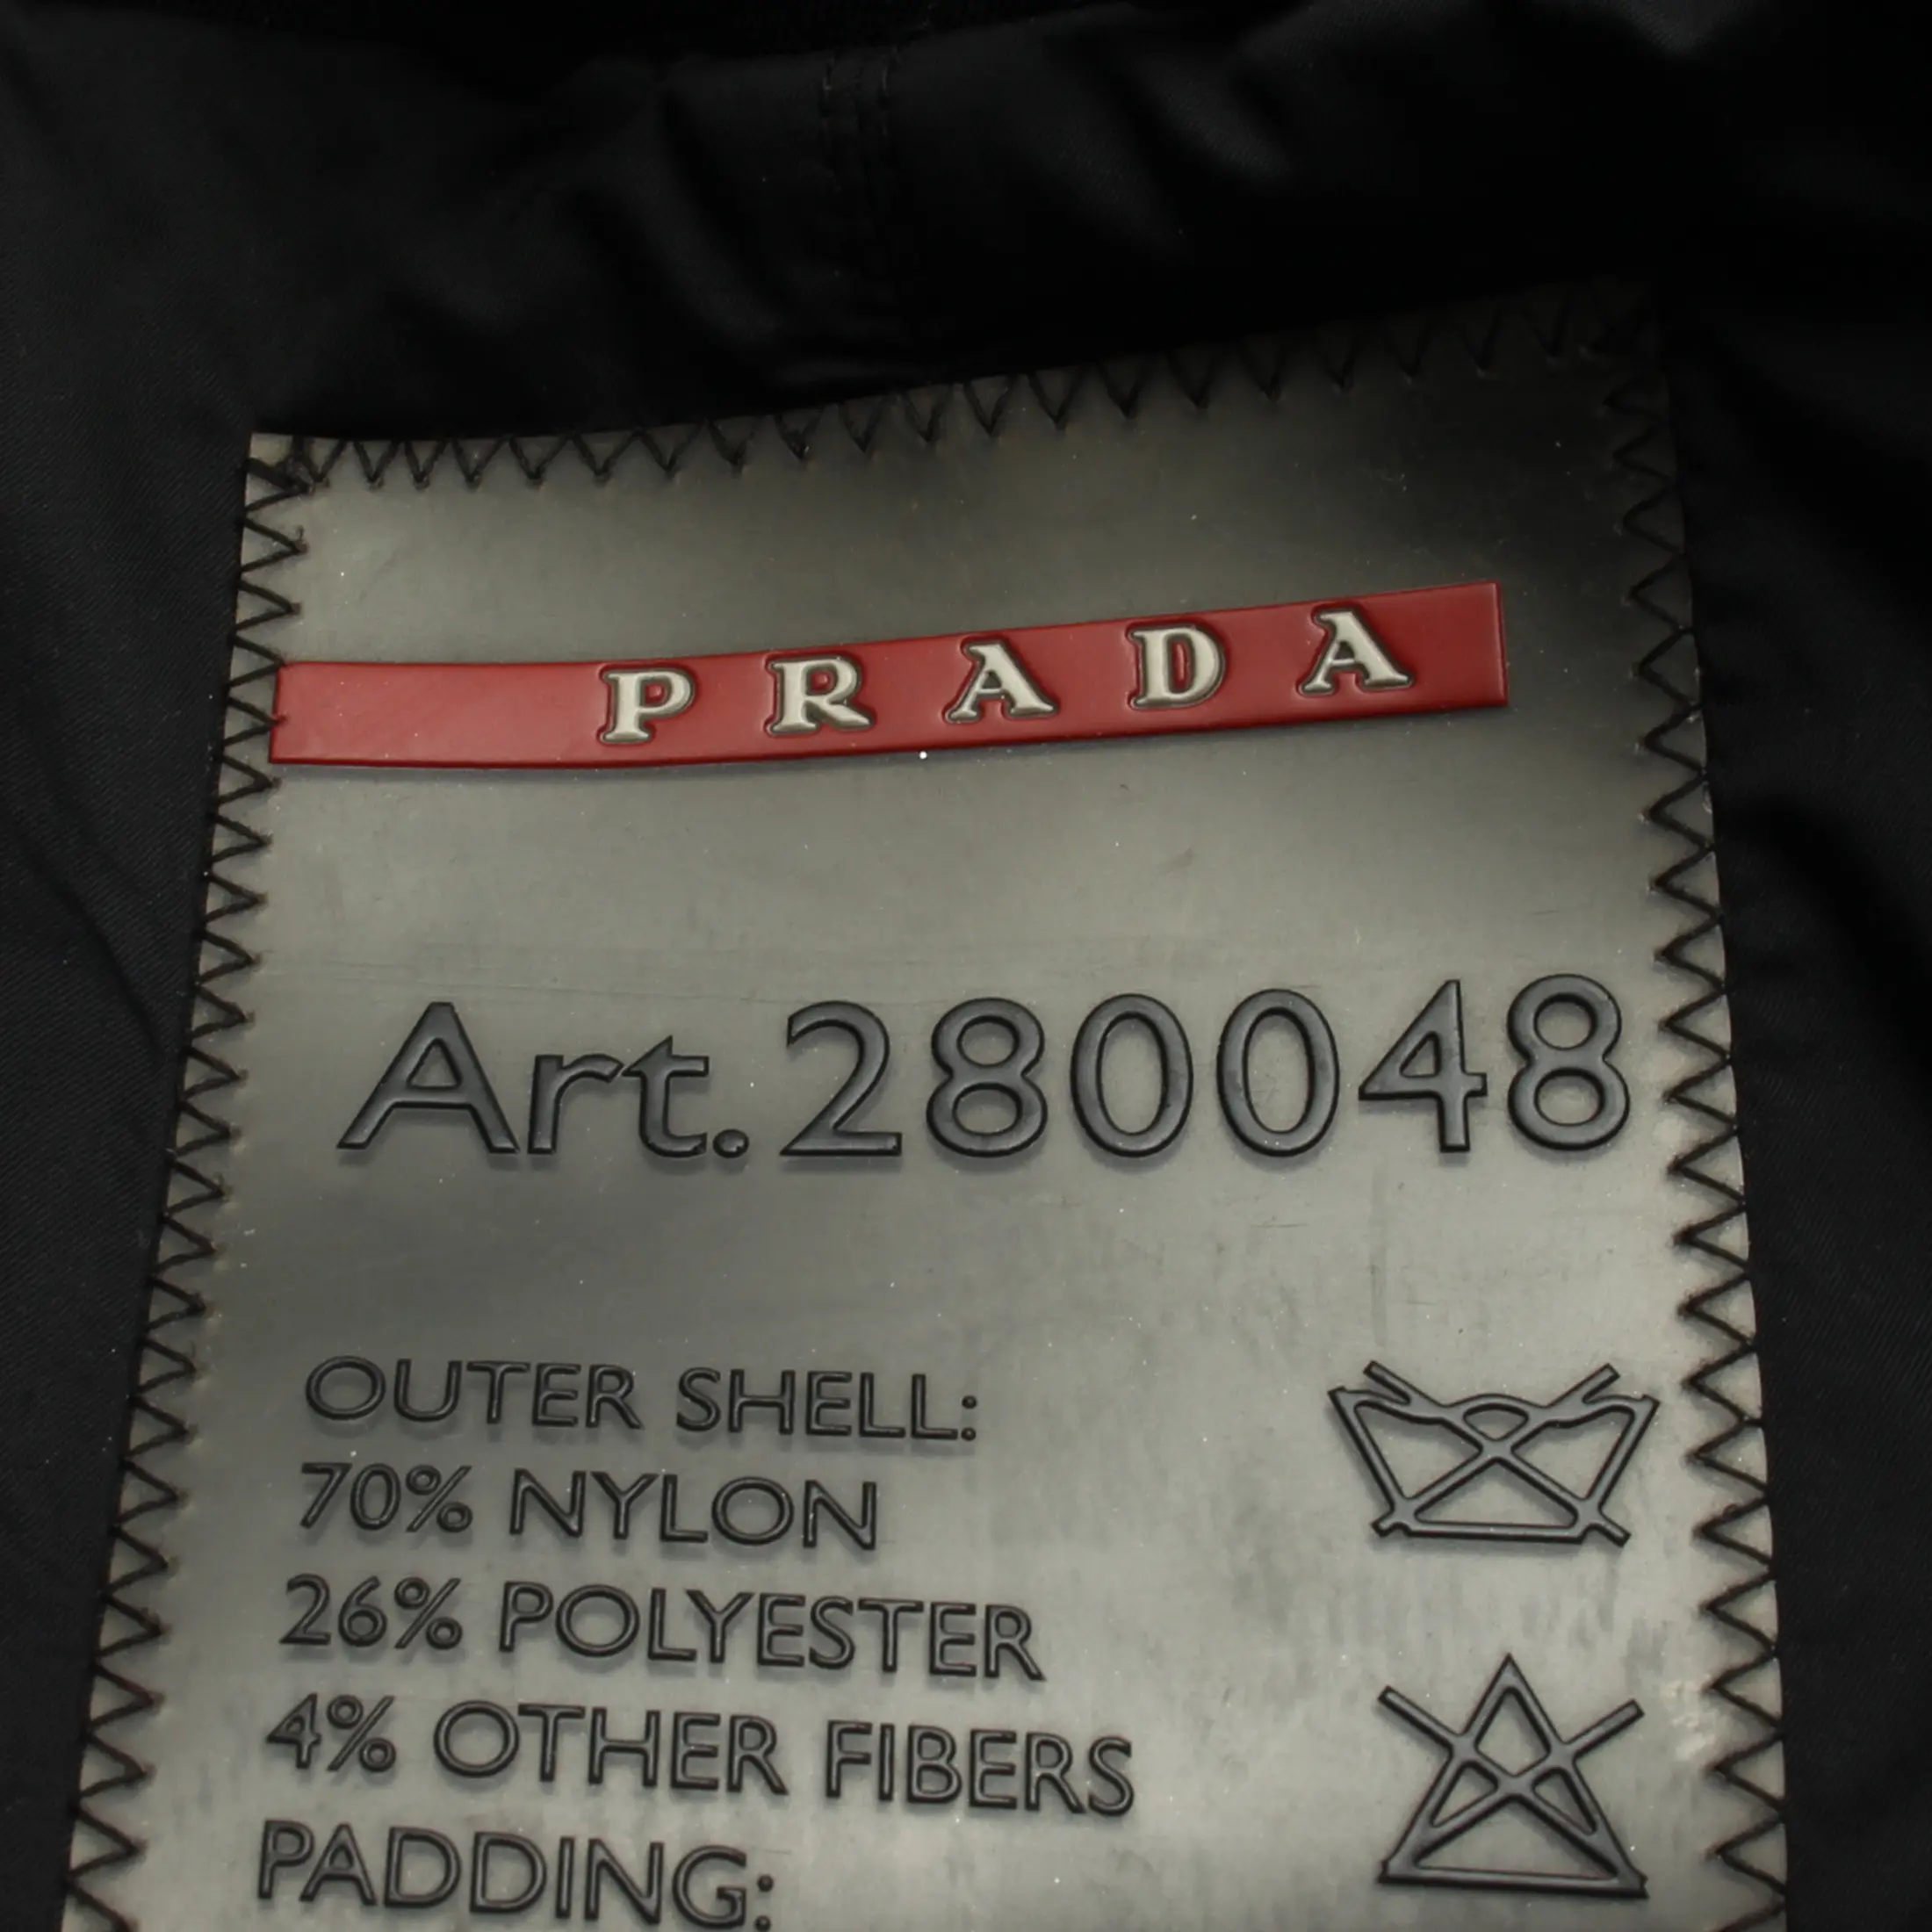 PRADA
Art. 280048
OUTER SHELL:
70% NYLON
26% POLYESTER
4% OTHER FIBERS
PADDING: